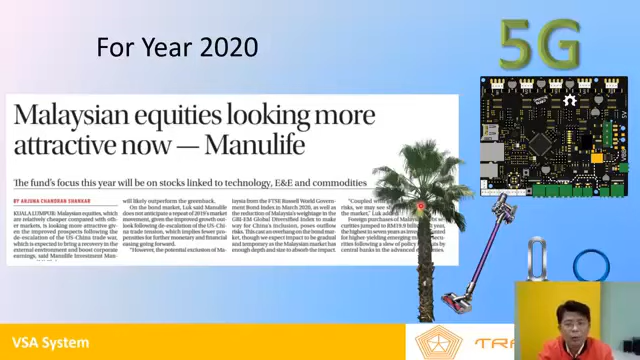 For Year 2020
5G
Malaysian equities looking more
attractive now — Manulife
The fund's focus this year will be on stocks linked to technology, E&E and commodities
BY ARJUNA CHANDRAN SHANKAR
KUALA LUMPUR: Malaysian equities, which
are relatively cheaper compared with oth-
er markets, is looking more attractive giv-
en the improved prospects following the
de-escalation of the US-China trade war,
which is expected to bring a recovery in the
external environment and boost corporate
earnings, said Manulife Investment Man-
will likely outperform the greenback.
On the bond market, Luk said Manulife
does not anticipate a repeat of 2019's market
movement, given the improved growth out-
look following de-escalation of the US-Chi
na trade tension, which implies fewer pro-
pensities for further monetary and financial
easing going forward.
"However, the potential exclusion of Ma-
laysia from the FTSE Russell World Govern-
ment Bond Index in March 2020, as well as
the reduction of Malaysia's weightage in the
GBI-EM Global Diversified Index to make
way for China's inclusion, poses outflow
risks. This cast an overhang on the bond mar-
ket, though we expect impact to be gradual
and temporary as the Malaysian market has
enough depth and size to absorb the impact.
"Coupled
risks, we may see
the market," Luk
Foreign purchases of Malay
curities jumped to RM19.9
the highest in seven years as inve
for higher-yielding emerging mar
rities following a slew of policy
central banks in the advanced
VSA System
TRA